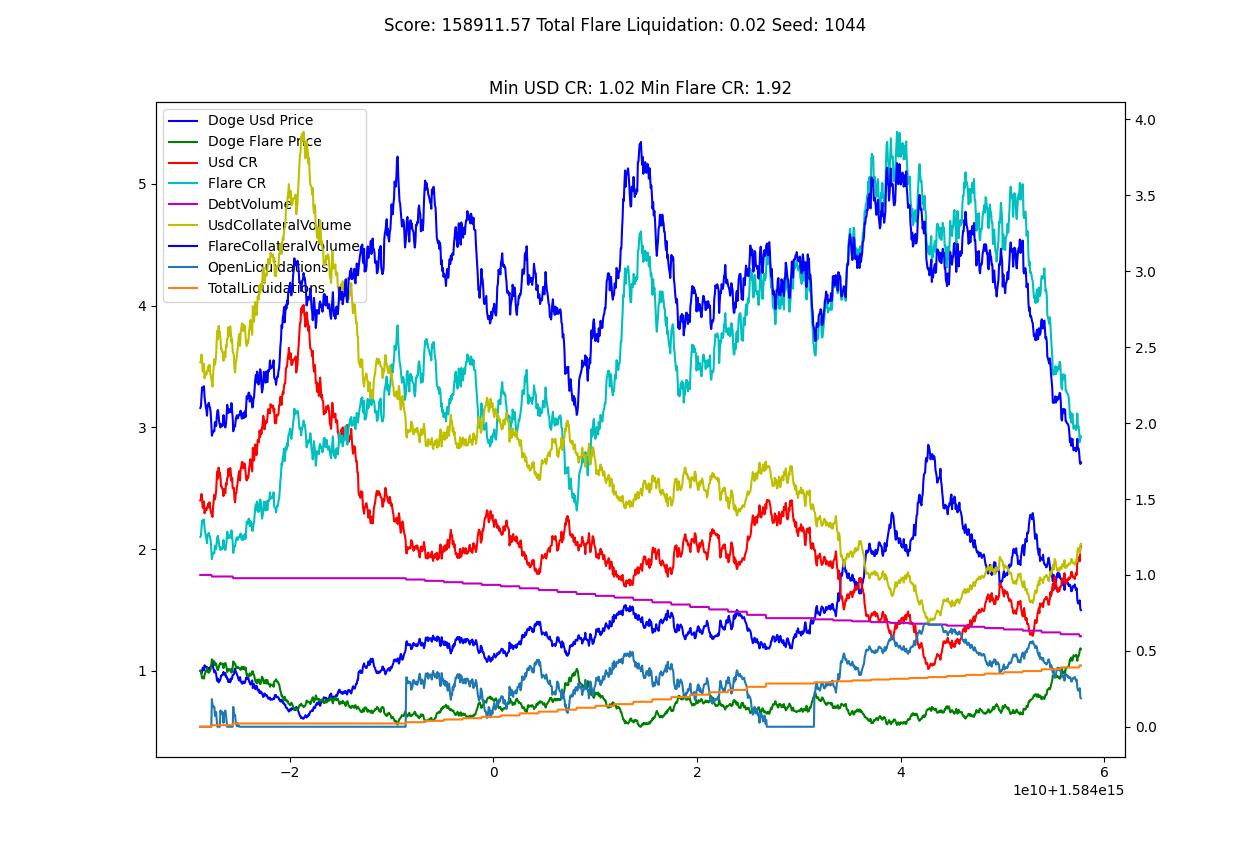 Score: 158911.57 Total Flare Liquidation: 0.02 Seed: 1044
Min USD CR: 1.02 Min Flare CR: 1.92
Doge Usd Price
Doge Flare Price
Usd CR
Flare CR
DebtVolume
UsdCollateralVolume
FlareCollateralVolume
OpenLiquidations
TotalLiquidations
5
4
3
2
1
4.0
3.5
3.0
2.5
2.0
1.5
1.0
0.5
0.0
−2
0
2
4
6
1e10+1.584e15